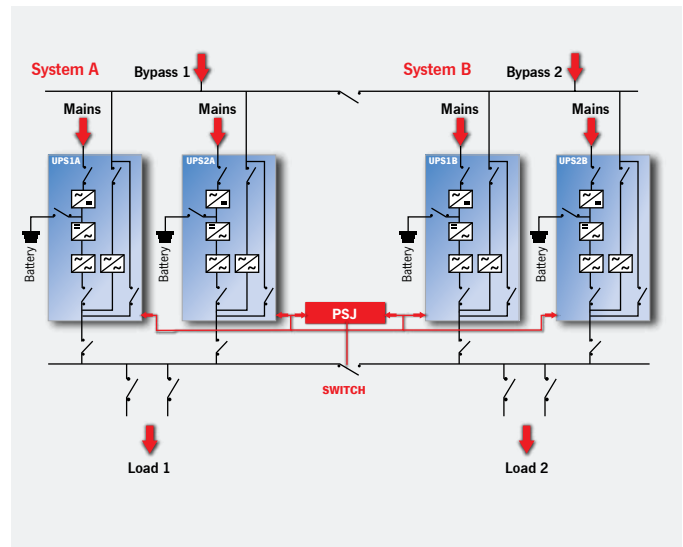 System A
Bypass 1
System B
Bypass 2
Mains
Mains
Mains
Mains
UPS1A
UPS2A
UPS1B
UPS2B
Battery
Battery
Battery
Battery
PSJ
SWITCH
Load 1
Load 2